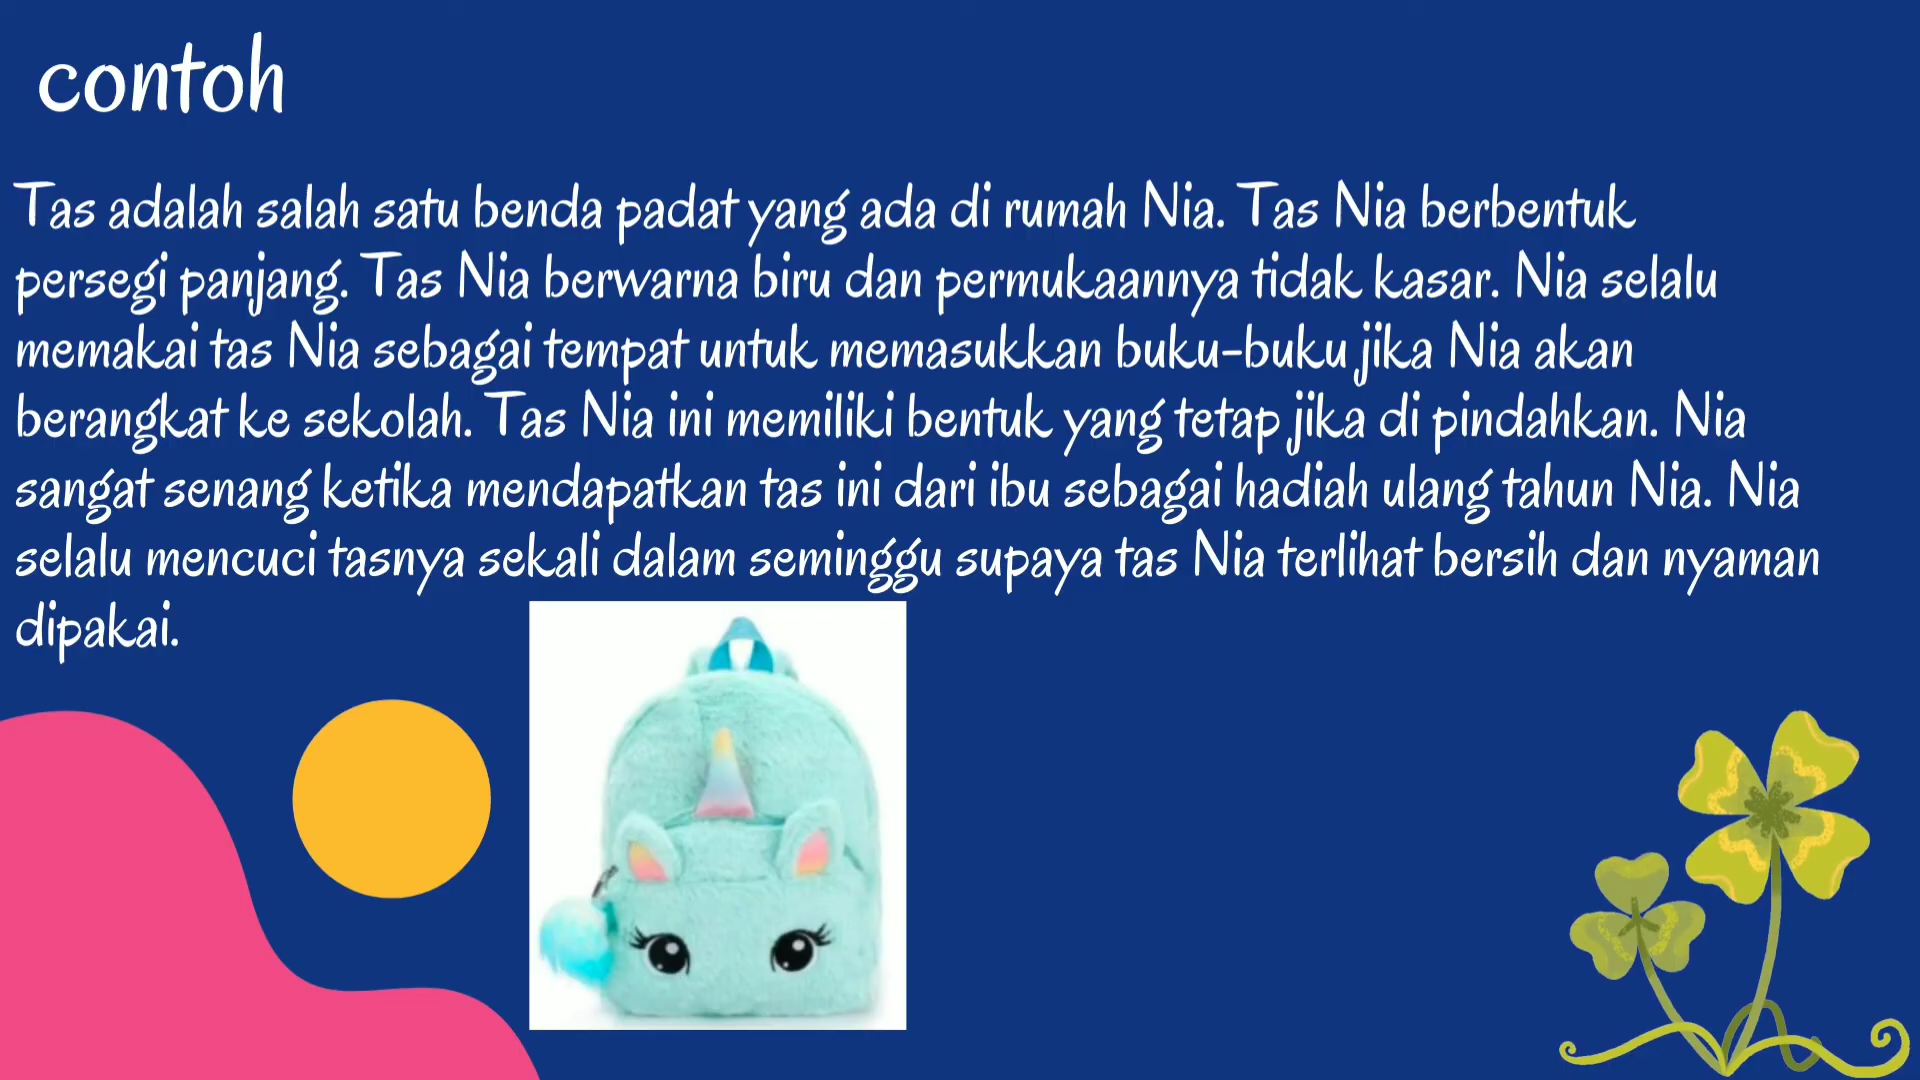 contoh
Tas adalah salah satu benda padat yang ada di rumah Nia. Tas Nia berbentuk
persegi panjang. Tas Nia berwarna biru dan permukaannya tidak kasar. Nia selalu
memakai tas Nia sebagai tempat untuk memasukkan buku-buku jika Nia akan
berangkat ke sekolah. Tas Nia ini memiliki bentuk yang tetap jika di pindahkan. Nia
sangat senang ketika mendapatkan tas ini dari ibu sebagai hadiah ulang tahun Nia. Nia
selalu mencuci tasnya sekali dalam seminggu supaya tas Nia terlihat bersih dan nyaman
dipakai.